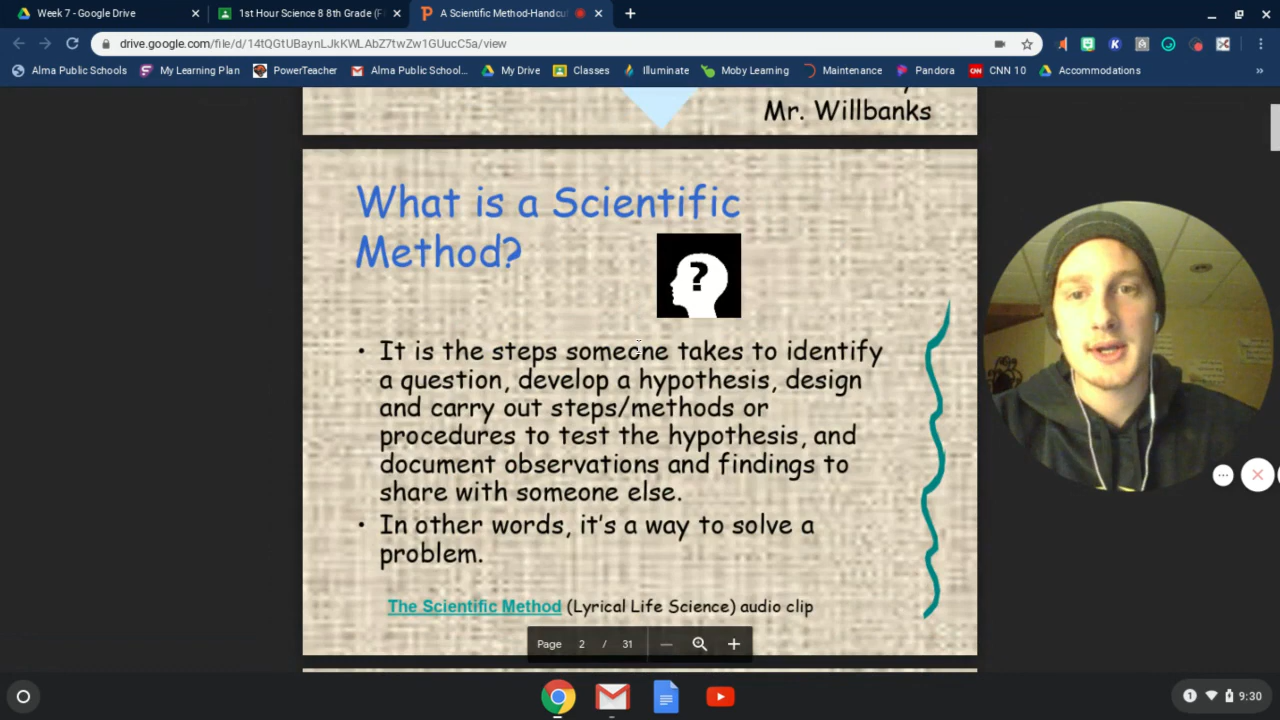 Week 7 - Google Drive
1st Hour Science 8 8th Grade (F
A Scientific Method-Handcu
drive.google.com/file/d/14tQGtUBaynLJkKWLAbZ7twZw1GUucC5a/view
Alma Public Schools
My Learning Plan
PowerTeacher
Alma Public School...
My Drive
Classes
Illuminate
Moby Learning
Maintenance
Pandora
CNN 10
Accommodations
Mr. Willbanks
What is a Scientific
Method?
?
• It is the steps someone takes to identify
a question, develop a hypothesis, design
and carry out steps/methods or
procedures to test the hypothesis, and
document observations and findings to
share with someone else.
• In other words, it's a way to solve a
problem.
The Scientific Method (Lyrical Life Science) audio clip
Page 2 / 31
1 9:30